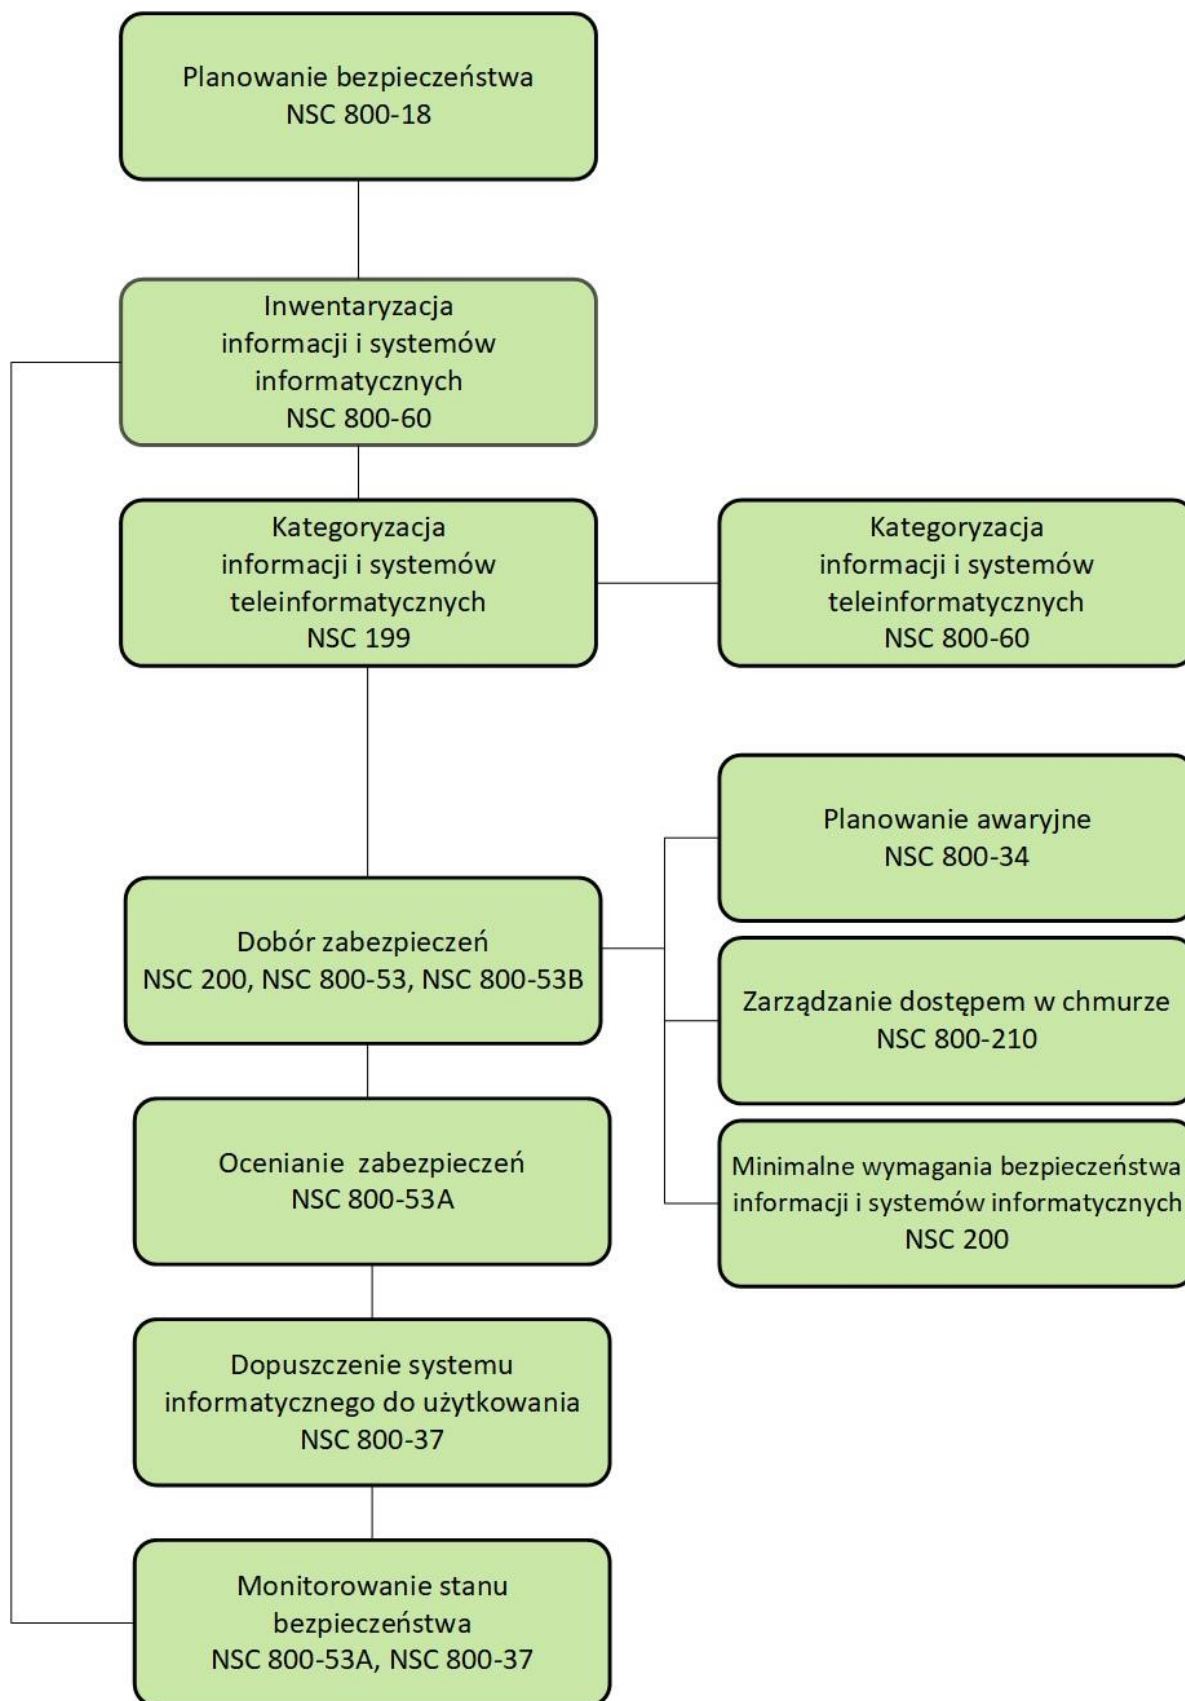 Planowanie bezpieczeństwa
NSC 800-18
Inwentaryzacja
informacji i systemów
informatycznych
NSC 800-60
Kategoryzacja
informacji i systemów
teleinformatycznych
NSC 199
Kategoryzacja
informacji i systemów
teleinformatycznych
NSC 800-60
Planowanie awaryjne
NSC 800-34
Dobór zabezpieczeń
NSC 200, NSC 800-53, NSC 800-53B
Zarządzanie dostępem w chmurze
NSC 800-210
Ocenianie  zabezpieczeń
NSC 800-53A
Minimalne wymagania bezpieczeństwa
informacji i systemów informatycznych
NSC 200
Dopuszczenie systemu
informatycznego do użytkowania
NSC 800-37
Monitorowanie stanu
bezpieczeństwa
NSC 800-53A, NSC 800-37